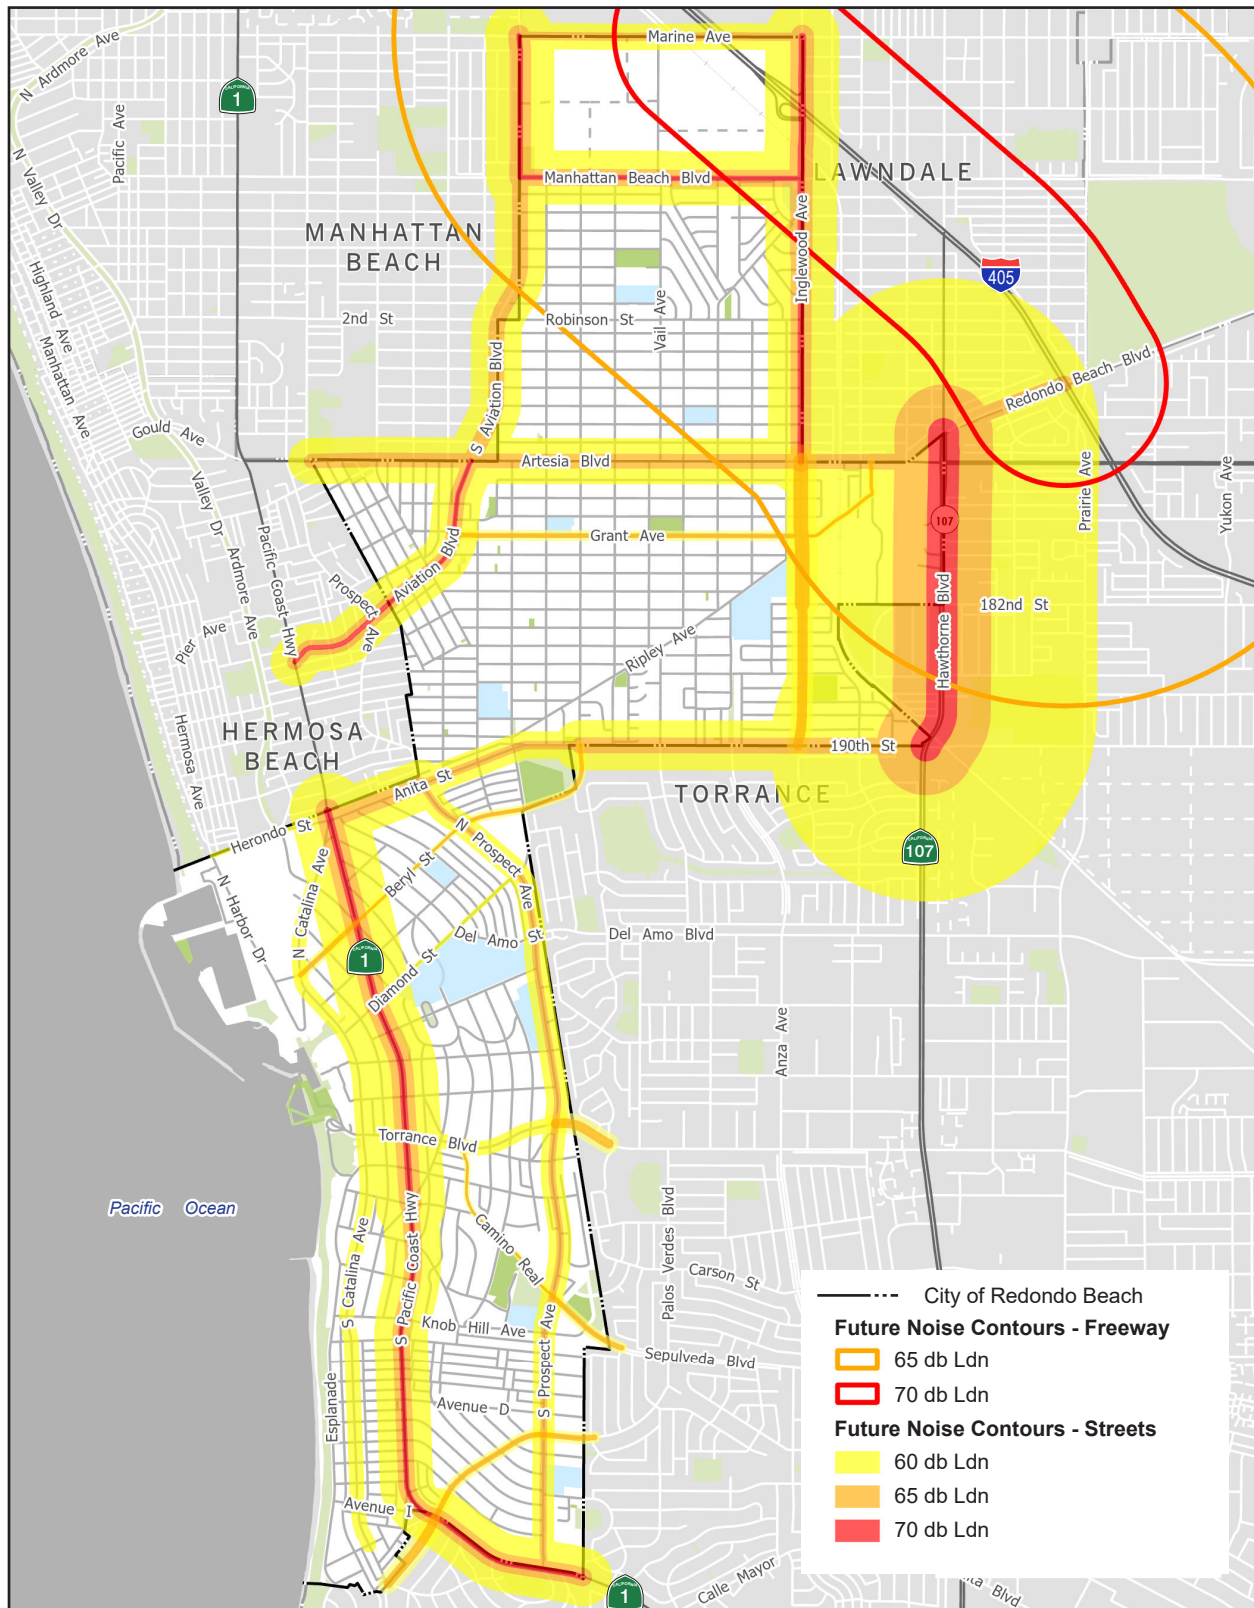 Marine Ave
N Ardmore Ave
CALIFORNIA
1
Pacific Ave
N Valley Dr
LAWNDALE
Manhattan Beach Blvd
MANHATTAN
BEACH
Inglewood Ave
405
Highland Ave
Manhattan Ave
2nd St
Robinson St
Vail Ave
S Aviation Blvd
Redondo Beach Blvd
Gould Ave
Artesia Blvd
Valley Dr
Ardmore Ave
Prairie Ave
Yukon Ave
Pacific Coast Hwy
107
Grant Ave
Aviation Blvd
Prospect Ave
Hawthorne Blvd
182nd St
Pier Ave
Ripley Ave
Hermosa Ave
HERMOSA
BEACH
190th St
Anita St
TORRANCE
Herondo St
N Prospect Ave
CALIFORNIA
107
N Catalina Ave
Beryl St
N Harbor Dr
Del Amo St
Del Amo Blvd
CALIFORNIA
1
Diamond St
Anza Ave
Torrance Blvd
Pacific Ocean
S Catalina Ave
S Pacific Coast Hwy
Camino Real
Palos Verdes Blvd
Carson St
Knob Hill Ave
S Prospect Ave
Sepulveda Blvd
Esplanade
Avenue D
Avenue I
Calle Mayor
ita Blvd
CALIFORNIA
1
City of Redondo Beach
Future Noise Contours - Freeway
65 db Ldn
70 db Ldn
Future Noise Contours - Streets
60 db Ldn
65 db Ldn
70 db Ldn